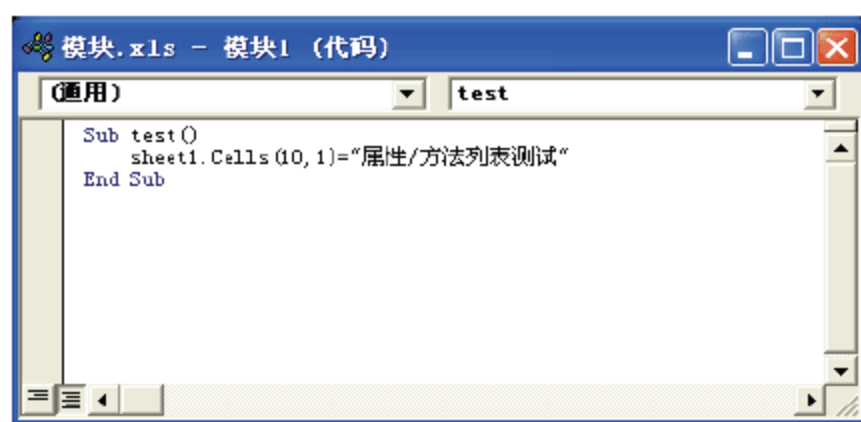 模块.xls - 模块1 (代码)
(通用) test
Sub test()
sheet1.Cells(10,1)=“属性/方法列表测试“
End Sub